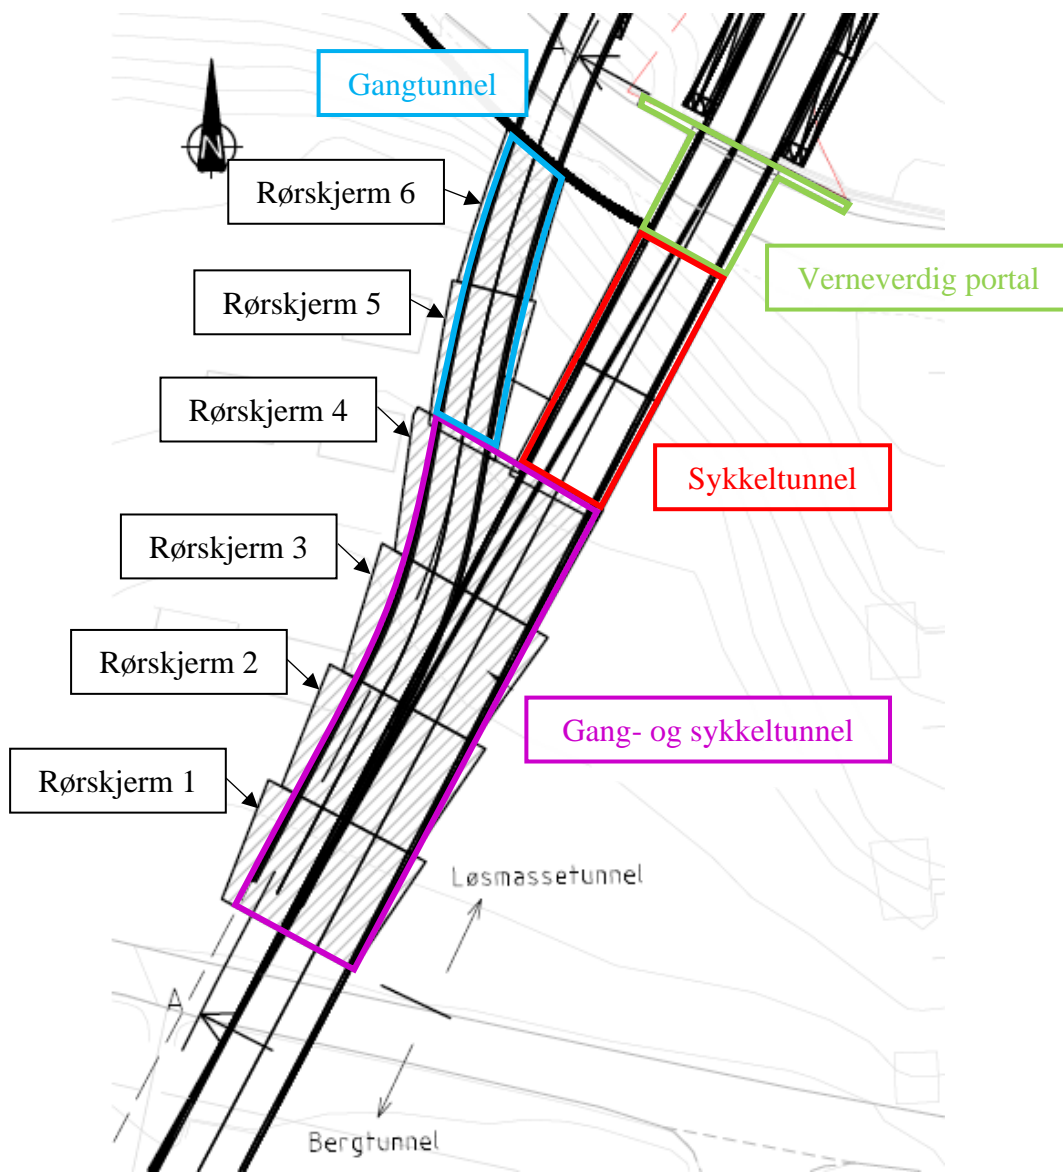 Gangtunnel
N
Rørskjerm 6
Verneverdig portal
Rørskjerm 5
Rørskjerm 4
Sykkeltunnel
Rørskjerm 3
Rørskjerm 2
Gang- og sykkeltunnel
Rørskjerm 1
Løsmassetunnel
A
Bergtunnel